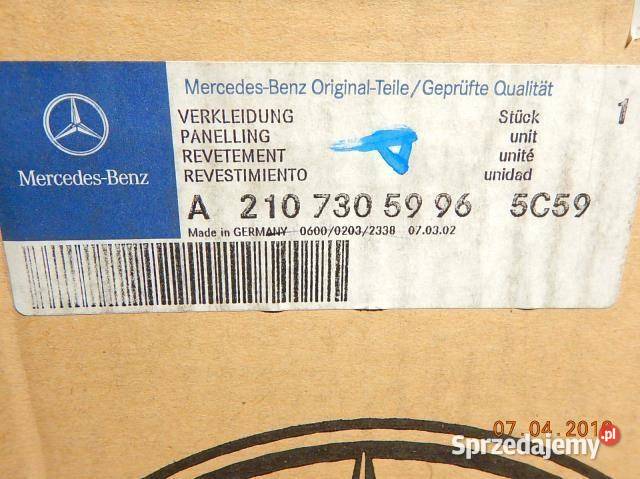 Mercedes-Benz Original-Teile/Geprüfte Qualität
Mercedes-Benz
VERKLEIDUNG Stück 1
PANELLING unit
REVETEMENT unité
REVESTIMIENTO unidad
A 210 730 59 96 5C59
Made in GERMANY 0600/0203/2338 07.03.02
07.04.2016
Sprzedajemy.pl